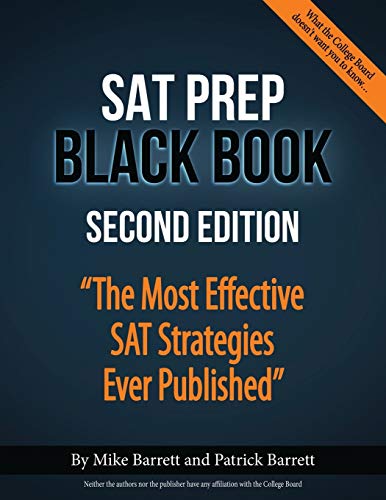 What the College Board
doesn't want you to know...
SAT PREP
BLACK BOOK
SECOND EDITION
“The Most Effective
SAT Strategies
Ever Published”
By Mike Barrett and Patrick Barrett
Neither the authors nor the publisher have any affiliation with the College Board